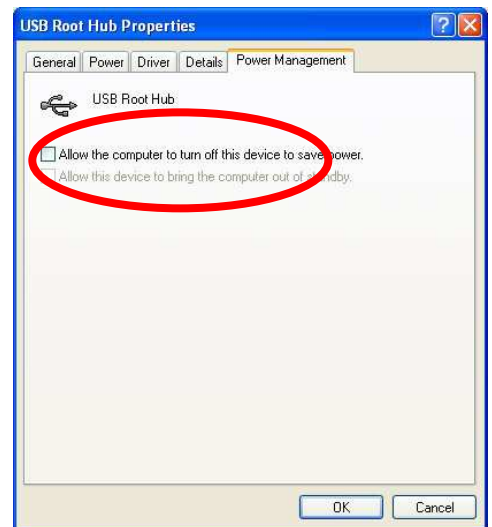 USB Root Hub Properties
General Power Driver Details Power Management
USB Root Hub
Allow the computer to turn off this device to save power.
Allow this device to bring the computer out of standby.
OK Cancel